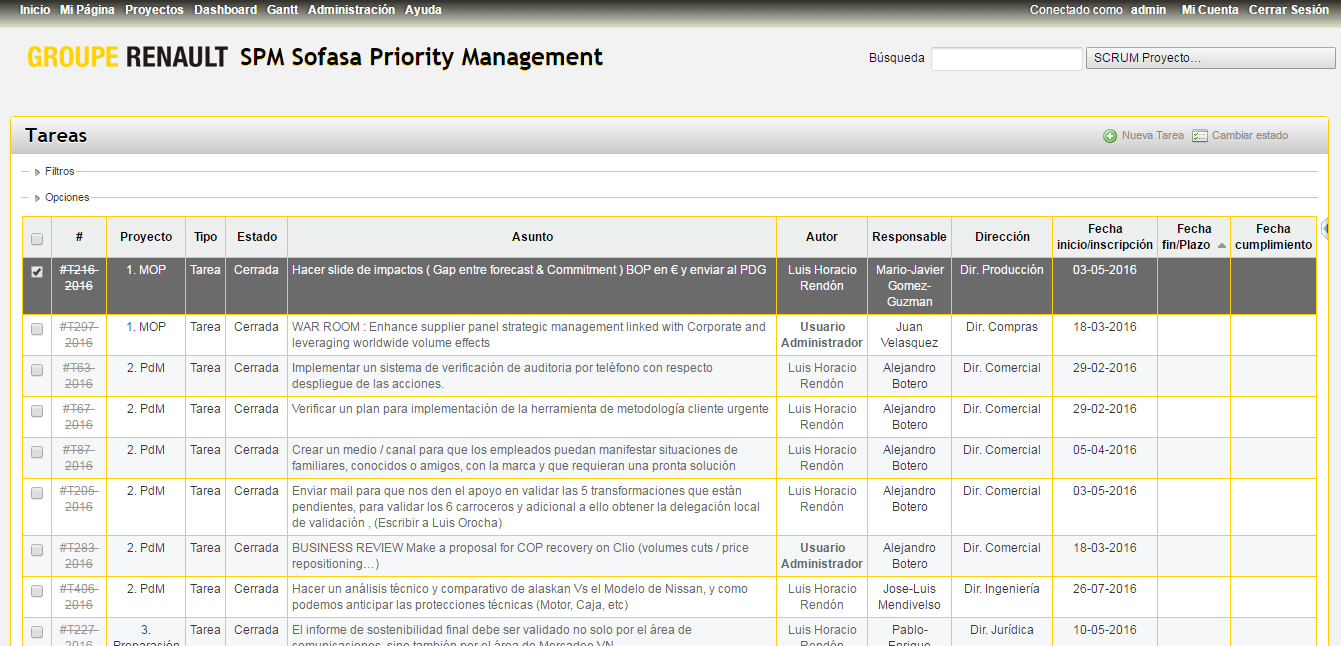 Inicio Mi Página Proyectos Dashboard Gantt Administración Ayuda Conectado como admin Mi Cuenta Cerrar Sesión
GROUPE RENAULT SPM Sofasa Priority Management Búsqueda SCRUM Proyecto...
Tareas Nueva Tarea Cambiar estado
Filtros
Opciones
# Proyecto Tipo Estado Asunto Autor Responsable Dirección Fecha inicio/inscripción Fecha fin/Plazo Fecha cumplimiento
#T216-2016 1. MOP Tarea Cerrada Hacer slide de impactos ( Gap entre forecast & Commitment ) BOP en € y enviar al PDG Luis Horacio Rendón Mario-Javier Gomez-Guzman Dir. Producción 03-05-2016
#T297-2016 1. MOP Tarea Cerrada WAR ROOM : Enhance supplier panel strategic management linked with Corporate and leveraging worldwide volume effects Usuario Administrador Juan Velasquez Dir. Compras 18-03-2016
#T63-2016 2. PdM Tarea Cerrada Implementar un sistema de verificación de auditoria por teléfono con respecto despliegue de las acciones. Luis Horacio Rendón Alejandro Botero Dir. Comercial 29-02-2016
#T67-2016 2. PdM Tarea Cerrada Verificar un plan para implementación de la herramienta de metodología cliente urgente Luis Horacio Rendón Alejandro Botero Dir. Comercial 29-02-2016
#T87-2016 2. PdM Tarea Cerrada Crear un medio / canal para que los empleados puedan manifestar situaciones de familiares, conocidos o amigos, con la marca y que requieran una pronta solución Luis Horacio Rendón Alejandro Botero Dir. Comercial 05-04-2016
#T205-2016 2. PdM Tarea Cerrada Enviar mail para que nos den el apoyo en validar las 5 transformaciones que están pendientes, para validar los 6 carroceros y adicional a ello obtener la delegación local de validación , (Escribir a Luis Orocha) Luis Horacio Rendón Alejandro Botero Dir. Comercial 03-05-2016
#T283-2016 2. PdM Tarea Cerrada BUSINESS REVIEW Make a proposal for COP recovery on Clio (volumes cuts / price repositioning…) Usuario Administrador Alejandro Botero Dir. Comercial 18-03-2016
#T406-2016 2. PdM Tarea Cerrada Hacer un análisis técnico y comparativo de alaskan Vs el Modelo de Nissan, y como podemos anticipar las protecciones técnicas (Motor, Caja, etc) Luis Horacio Rendón Jose-Luis Mendivelso Dir. Ingeniería 26-07-2016
#T227-2016 3. Preparación Tarea Cerrada El informe de sostenibilidad final debe ser validado no solo por el área de comunicaciones, sino también por el área de Mercadeo VN Luis Horacio Rendón Pablo-Enrique Dir. Jurídica 10-05-2016